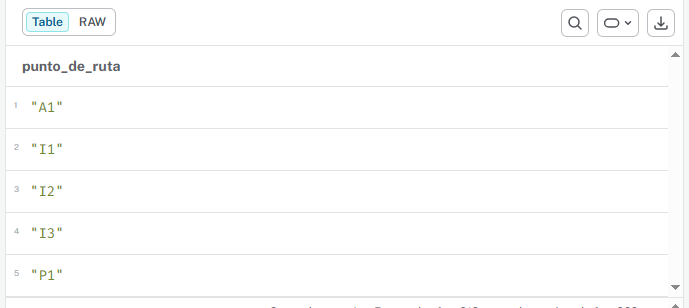 Table RAW
punto_de_ruta
1 "A1"
2 "I1"
3 "I2"
4 "I3"
5 "P1"